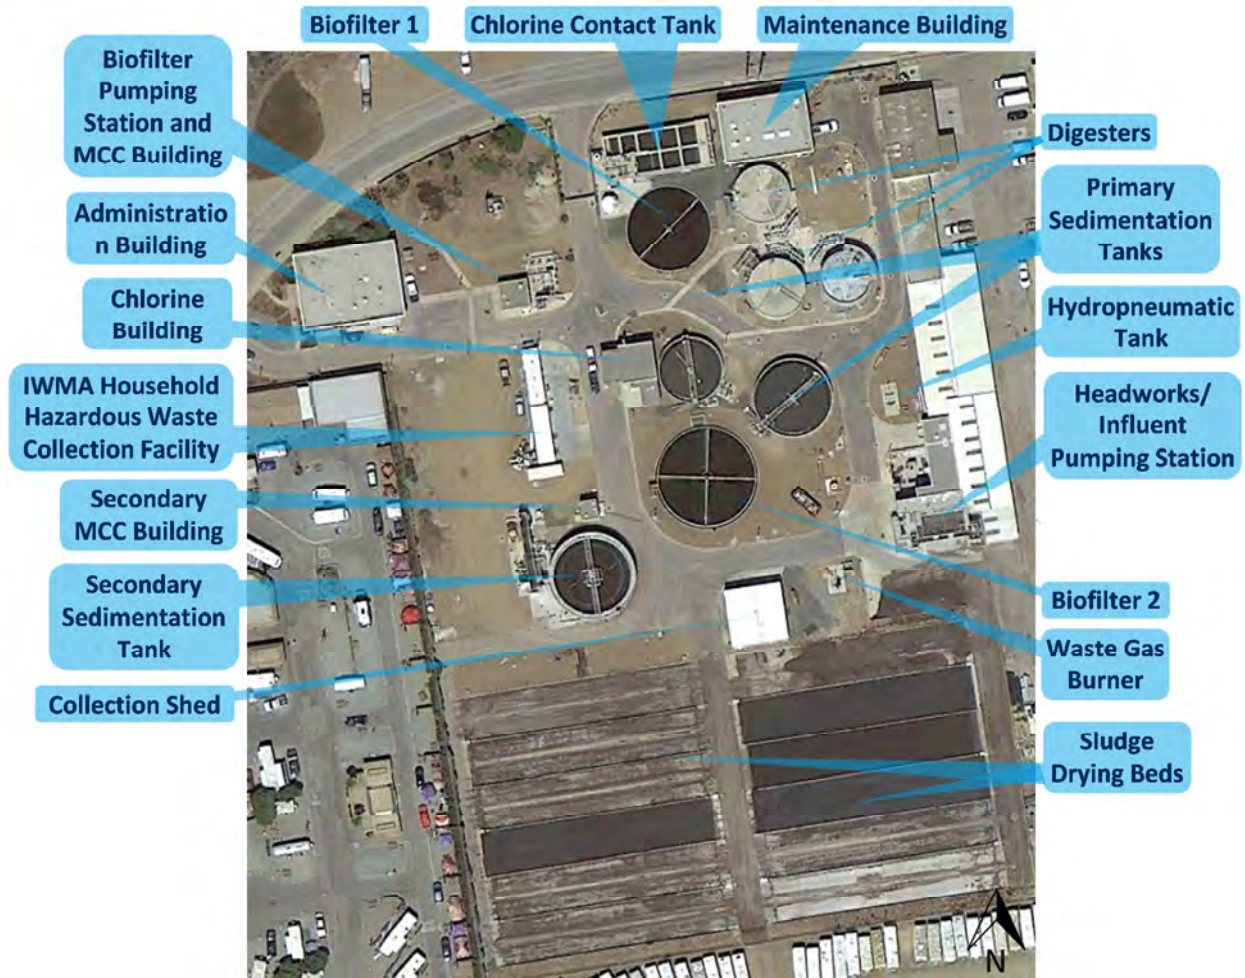 Biofilter 1
Chlorine Contact Tank
Maintenance Building
Biofilter
Pumping
Station and
MCC Building
Administratio
n Building
Chlorine
Building
IWMA Household
Hazardous Waste
Collection Facility
Secondary
MCC Building
Secondary
Sedimentation
Tank
Collection Shed
Digesters
Primary
Sedimentation
Tanks
Hydropneumatic
Tank
Headworks/
Influent
Pumping Station
Biofilter 2
Waste Gas
Burner
Sludge
Drying Beds
N